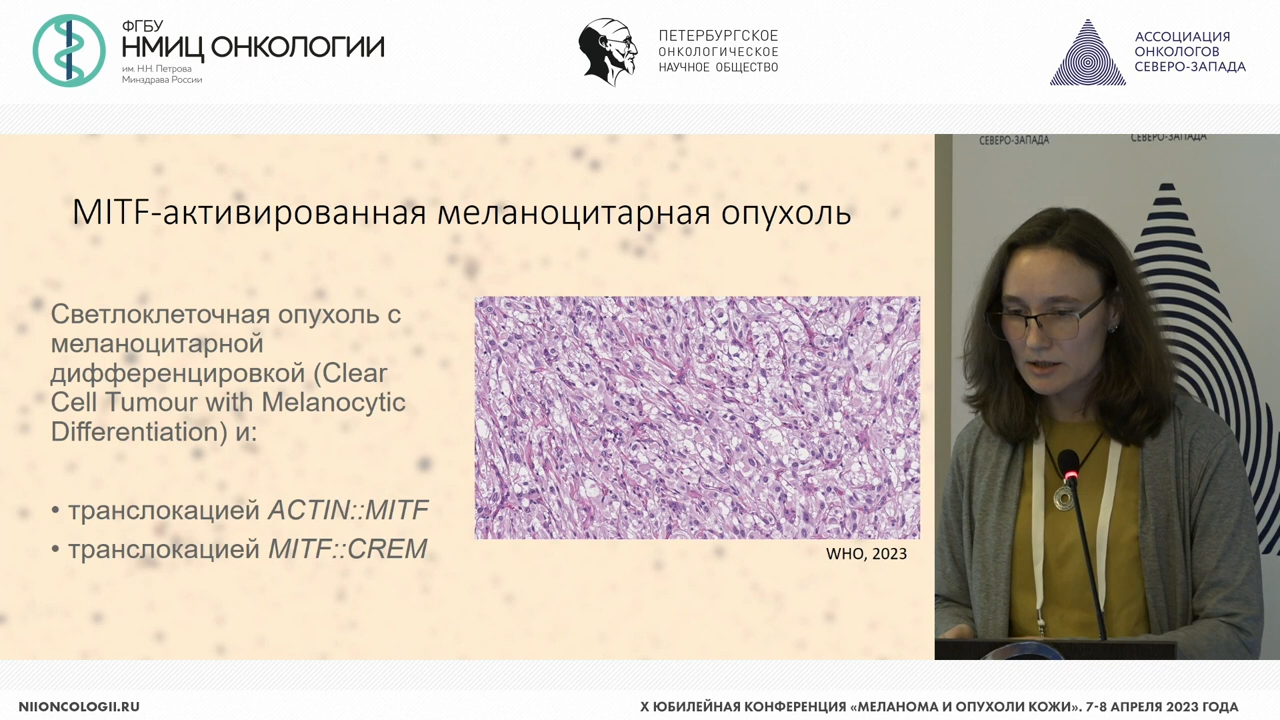 ФГБУ
НМИЦ ОНКОЛОГИИ
им. Н.Н. Петрова
Минздрава России
ПЕТЕРБУРГСКОЕ
ОНКОЛОГИЧЕСКОЕ
НАУЧНОЕ ОБЩЕСТВО
АССОЦИАЦИЯ
ОНКОЛОГОВ
СЕВЕРО-ЗАПАДА
СЕВЕРО-ЗАПАДА
СЕВЕРО-ЗАПАДА
MITF-активированная меланоцитарная опухоль
Светлоклеточная опухоль с
меланоцитарной
дифференцировкой (Clear
Cell Tumour with Melanocytic
Differentiation) и:
• транслокацией ACTIN::MITF
• транслокацией MITF::CREM
WHO, 2023
NIIONCOLOGII.RU
X ЮБИЛЕЙНАЯ КОНФЕРЕНЦИЯ «МЕЛАНОМА И ОПУХОЛИ КОЖИ». 7-8 АПРЕЛЯ 2023 ГОДА